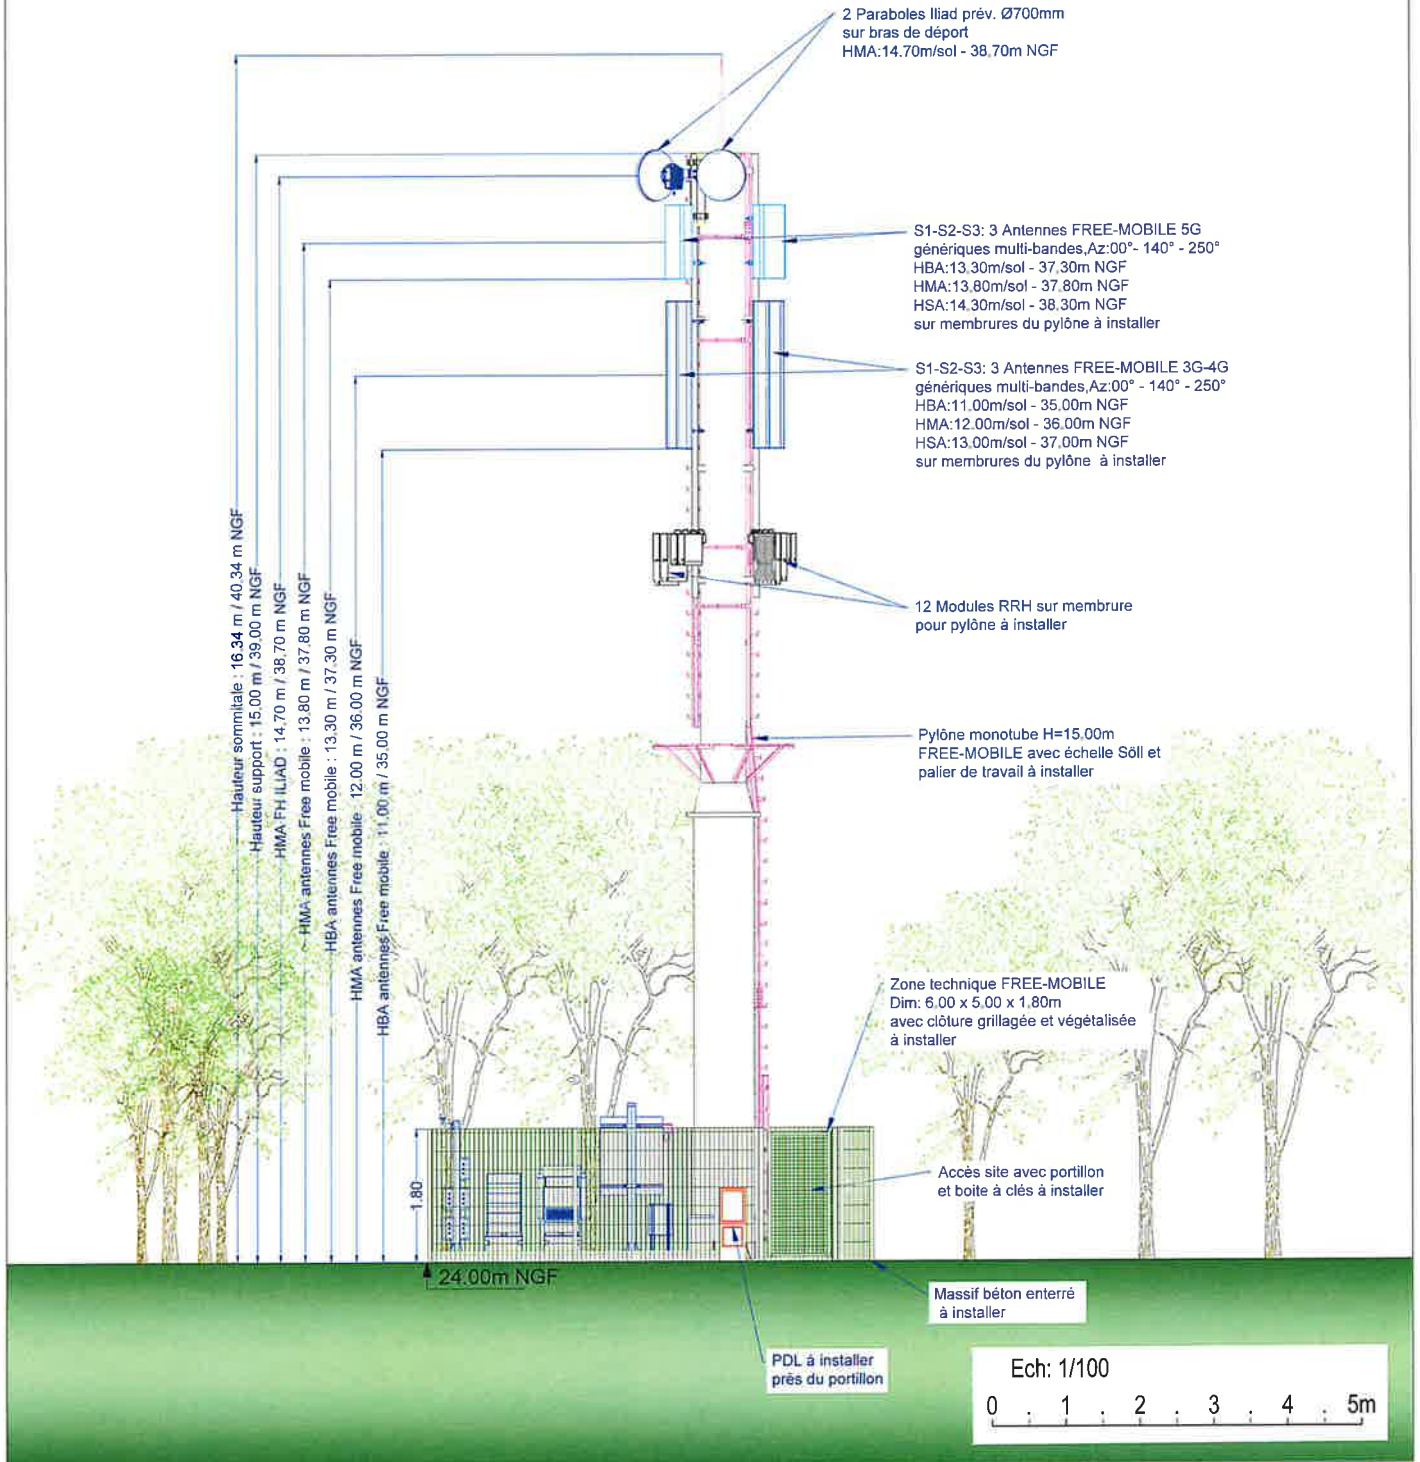 2 Paraboles Iliad prév. Ø700mm
sur bras de déport
HMA:14.70m/sol - 38,70m NGF
S1-S2-S3: 3 Antennes FREE-MOBILE 5G
génériques multi-bandes,Az:00°- 140° - 250°
HBA:13,30m/sol - 37,30m NGF
HMA:13,80m/sol - 37,80m NGF
HSA:14,30m/sol - 38,30m NGF
sur membrures du pylône à installer
S1-S2-S3: 3 Antennes FREE-MOBILE 3G-4G
génériques multi-bandes,Az:00° - 140° - 250°
HBA:11,00m/sol - 35,00m NGF
HMA:12,00m/sol - 36,00m NGF
HSA:13,00m/sol - 37,00m NGF
sur membrures du pylône à installer
Hauteur sommitale : 16,34 m / 40,34 m NGF
Hauteur support : 15,00 m / 39,00 m NGF
HMA FH ILIAD : 14,70 m / 38,70 m NGF
HMA antennes Free mobile : 13,80 m / 37,80 m NGF
HBA antennes Free mobile : 13,30 m / 37,30 m NGF
HMA antennes Free mobile : 12,00 m / 36,00 m NGF
HBA antennes Free mobile : 11,00 m / 35,00 m NGF
12 Modules RRH sur membrure
pour pylône à installer
Pylône monotube H=15,00m
FREE-MOBILE avec échelle Söll et
palier de travail à installer
Zone technique FREE-MOBILE
Dim: 6,00 x 5,00 x 1,80m
avec clôture grillagée et végétalisée
à installer
Accès site avec portillon
et boite à clés à installer
1.80
24.00m NGF
Massif béton enterré
à installer
PDL à installer
près du portillon
Ech: 1/100
0 . 1 . 2 . 3 . 4 . 5m